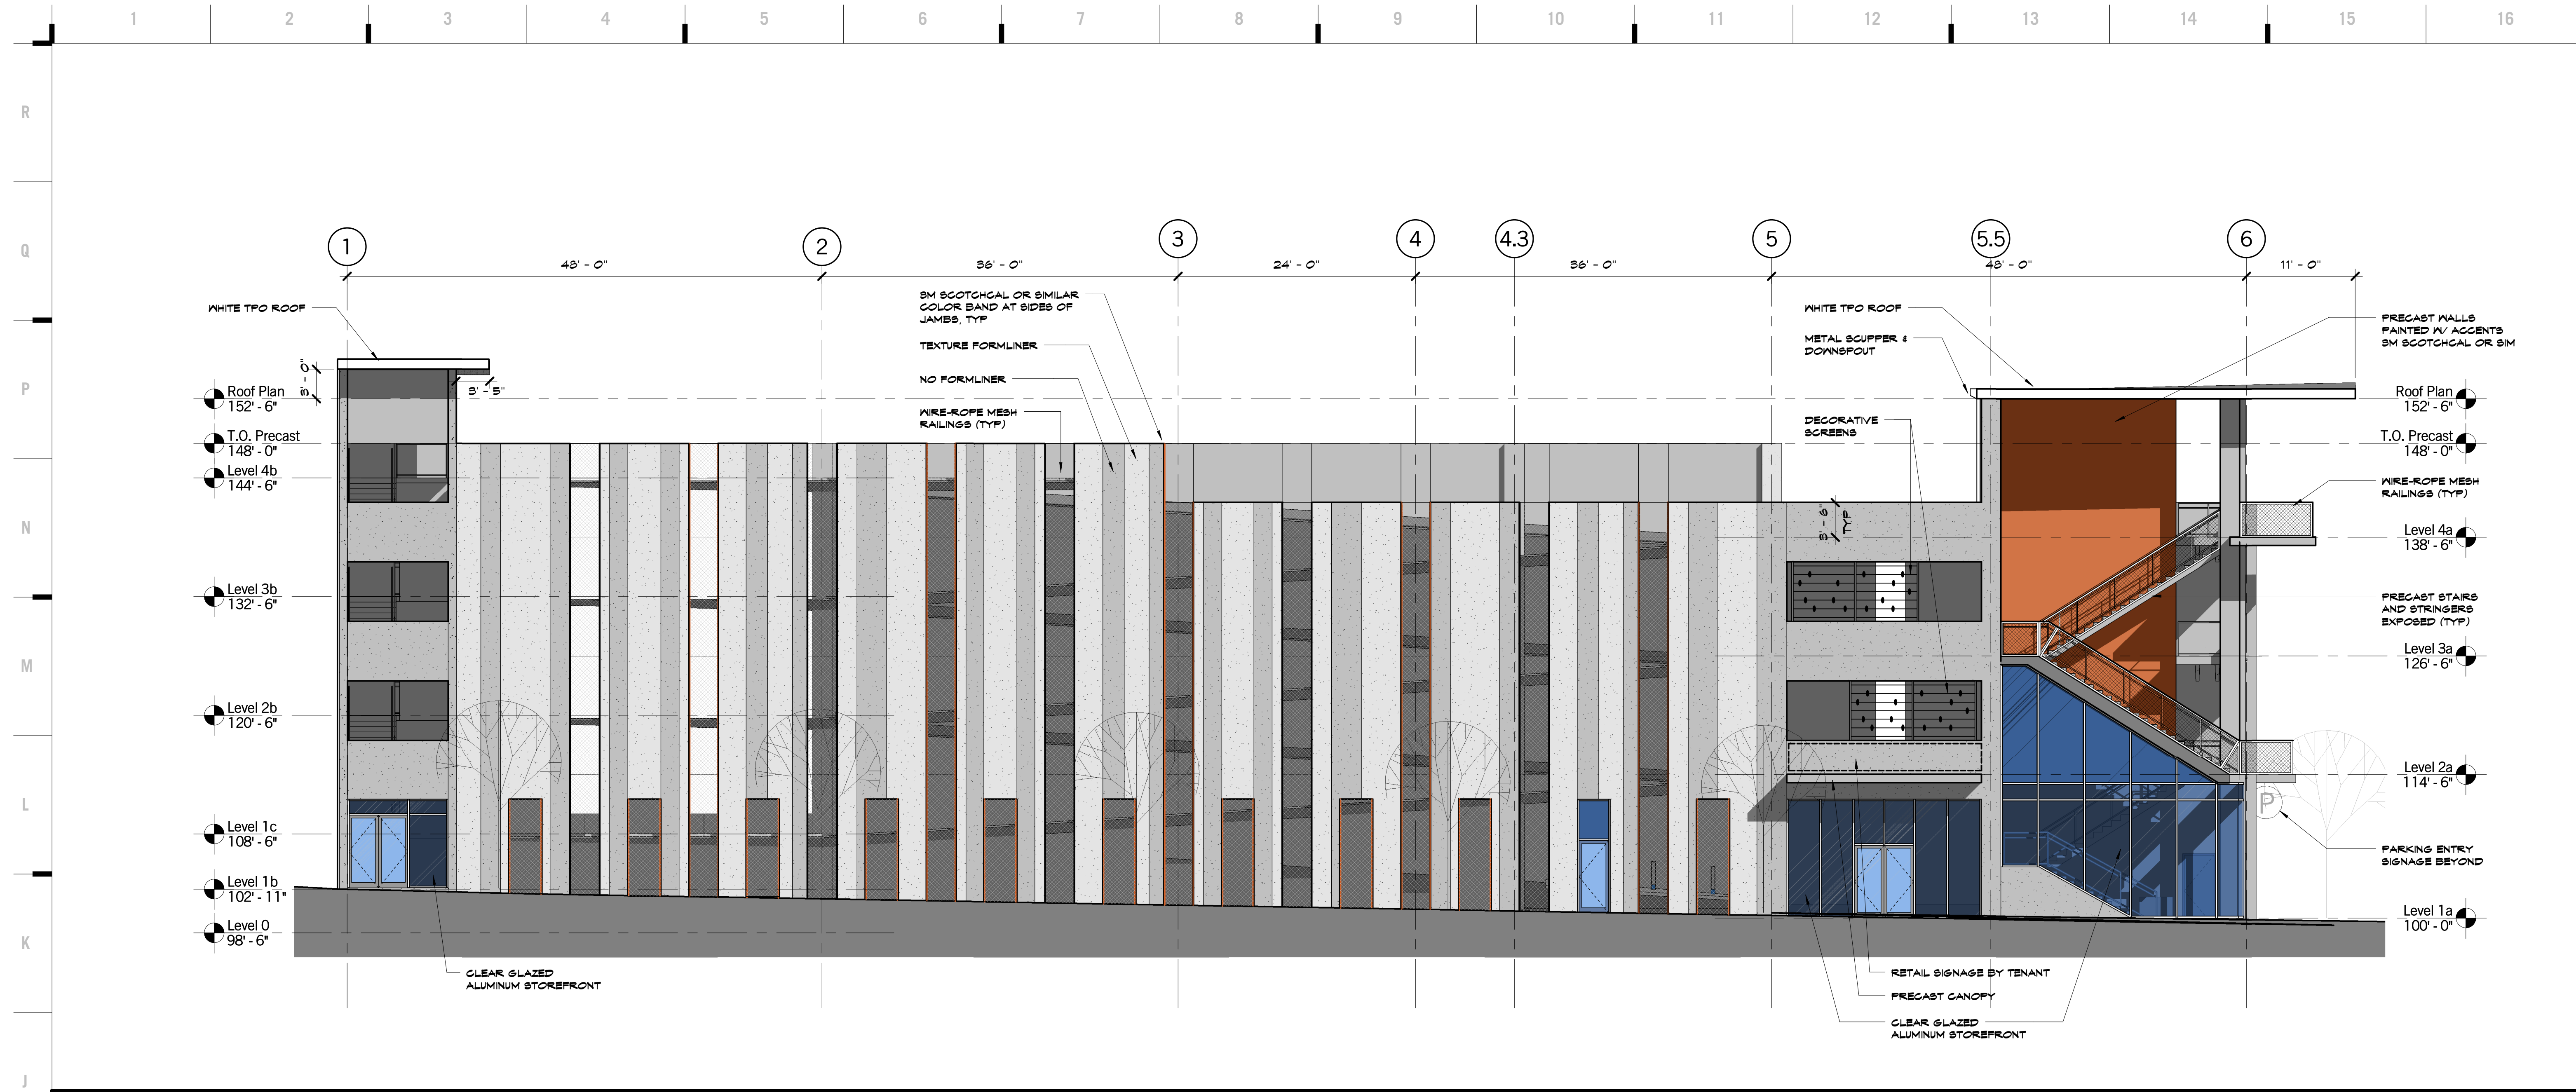 1 2 3 4 5 6 7 8 9 10 11 12 13 14 15 16
R
Q
P
N
M
L
K
J
1 2 3 4 4.3 5 5.5 6
48' - 0" 36' - 0" 24' - 0" 36' - 0" 48' - 0" 11' - 0"
WHITE TPO ROOF
3' - 0"
3' - 5"
3M SCOTCHCAL OR SIMILAR
COLOR BAND AT SIDES OF
JAMBS, TYP
TEXTURE FORMLINER
NO FORMLINER
WIRE-ROPE MESH
RAILINGS (TYP)
WHITE TPO ROOF
METAL SCUPPER &
DOWNSPOUT
DECORATIVE
SCREENS
3' - 6"
TYP
PRECAST WALLS
PAINTED W/ ACCENTS
3M SCOTCHCAL OR SIM
WIRE-ROPE MESH
RAILINGS (TYP)
PRECAST STAIRS
AND STRINGERS
EXPOSED (TYP)
P
PARKING ENTRY
SIGNAGE BEYOND
Roof Plan
152' - 6"
T.O. Precast
148' - 0"
Level 4b
144' - 6"
Level 3b
132' - 6"
Level 2b
120' - 6"
Level 1c
108' - 6"
Level 1b
102' - 11"
Level 0
98' - 6"
Roof Plan
152' - 6"
T.O. Precast
148' - 0"
Level 4a
138' - 6"
Level 3a
126' - 6"
Level 2a
114' - 6"
Level 1a
100' - 0"
CLEAR GLAZED
ALUMINUM STOREFRONT
RETAIL SIGNAGE BY TENANT
PRECAST CANOPY
CLEAR GLAZED
ALUMINUM STOREFRONT